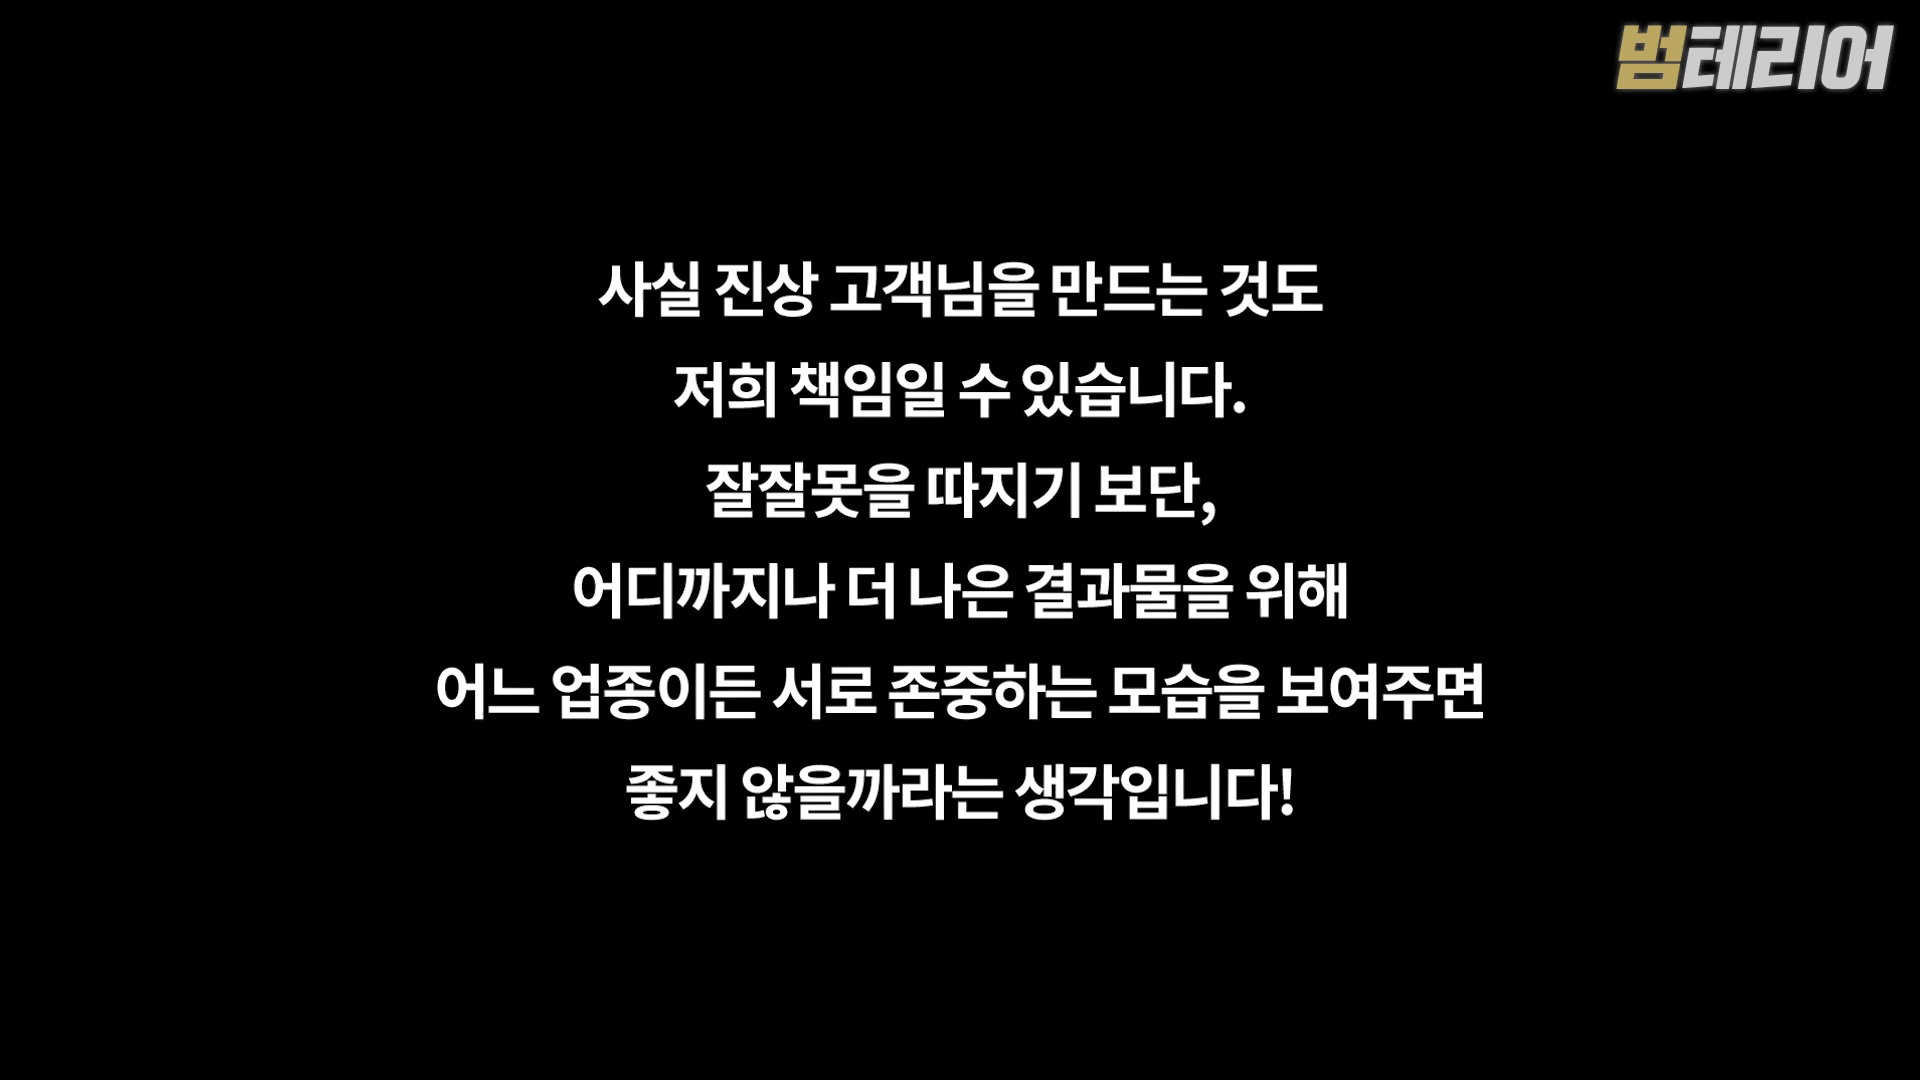 범테리어
사실 진상 고객님을 만드는 것도
저희 책임일 수 있습니다.
잘잘못을 따지기 보단,
어디까지나 더 나은 결과물을 위해
어느 업종이든 서로 존중하는 모습을 보여주면
좋지 않을까라는 생각입니다!